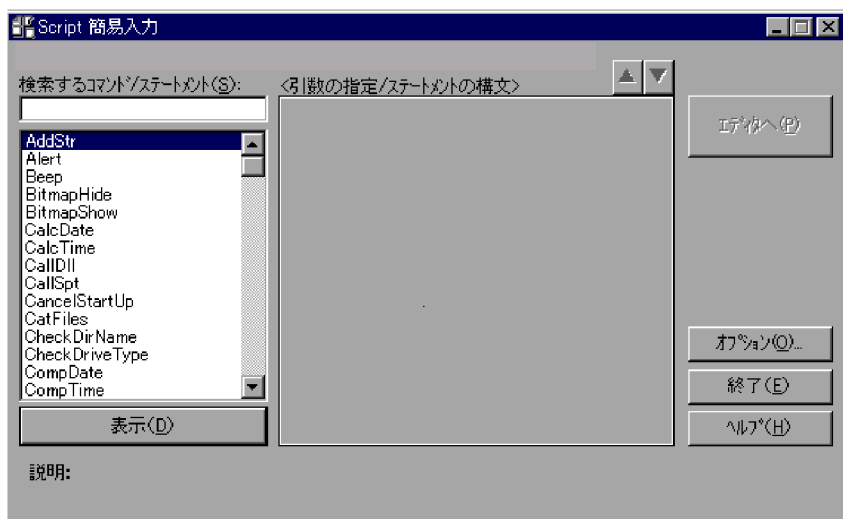 Script 簡易入力
検索するｺﾏﾝﾄﾞ/ｽﾃｰﾄﾒﾝﾄ(S):
<引数の指定/ｽﾃｰﾄﾒﾝﾄの構文>
AddStr
Alert
Beep
BitmapHide
BitmapShow
CalcDate
CalcTime
CallDll
CallSpt
CancelStartUp
CatFiles
CheckDirName
CheckDriveType
CompDate
CompTime
表示(D)
ｴﾃﾞｨﾀへ(P)
ｵﾌﾟｼｮﾝ(O)...
終了(E)
ﾍﾙﾌﾟ(H)
説明: